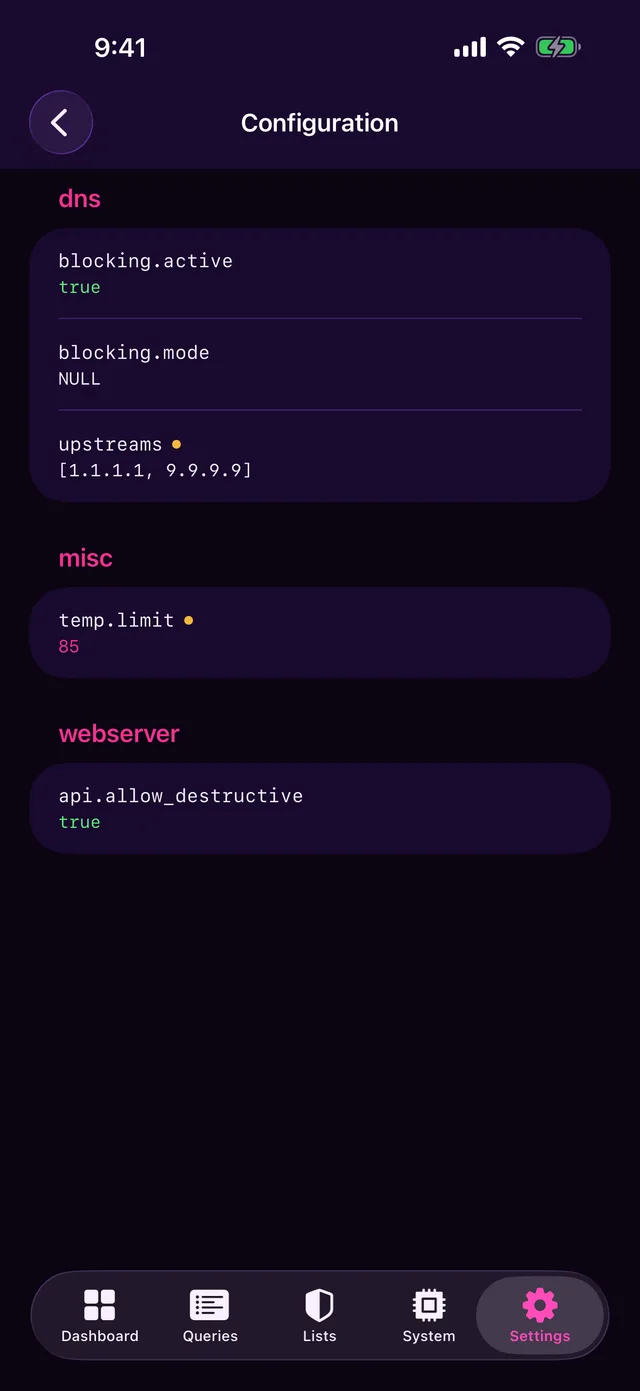 9:41
Configuration
dns
blocking.active
true
blocking.mode
NULL
upstreams
[1.1.1.1, 9.9.9.9]
misc
temp.limit
85
webserver
api.allow_destructive
true
Dashboard
Queries
Lists
System
Settings